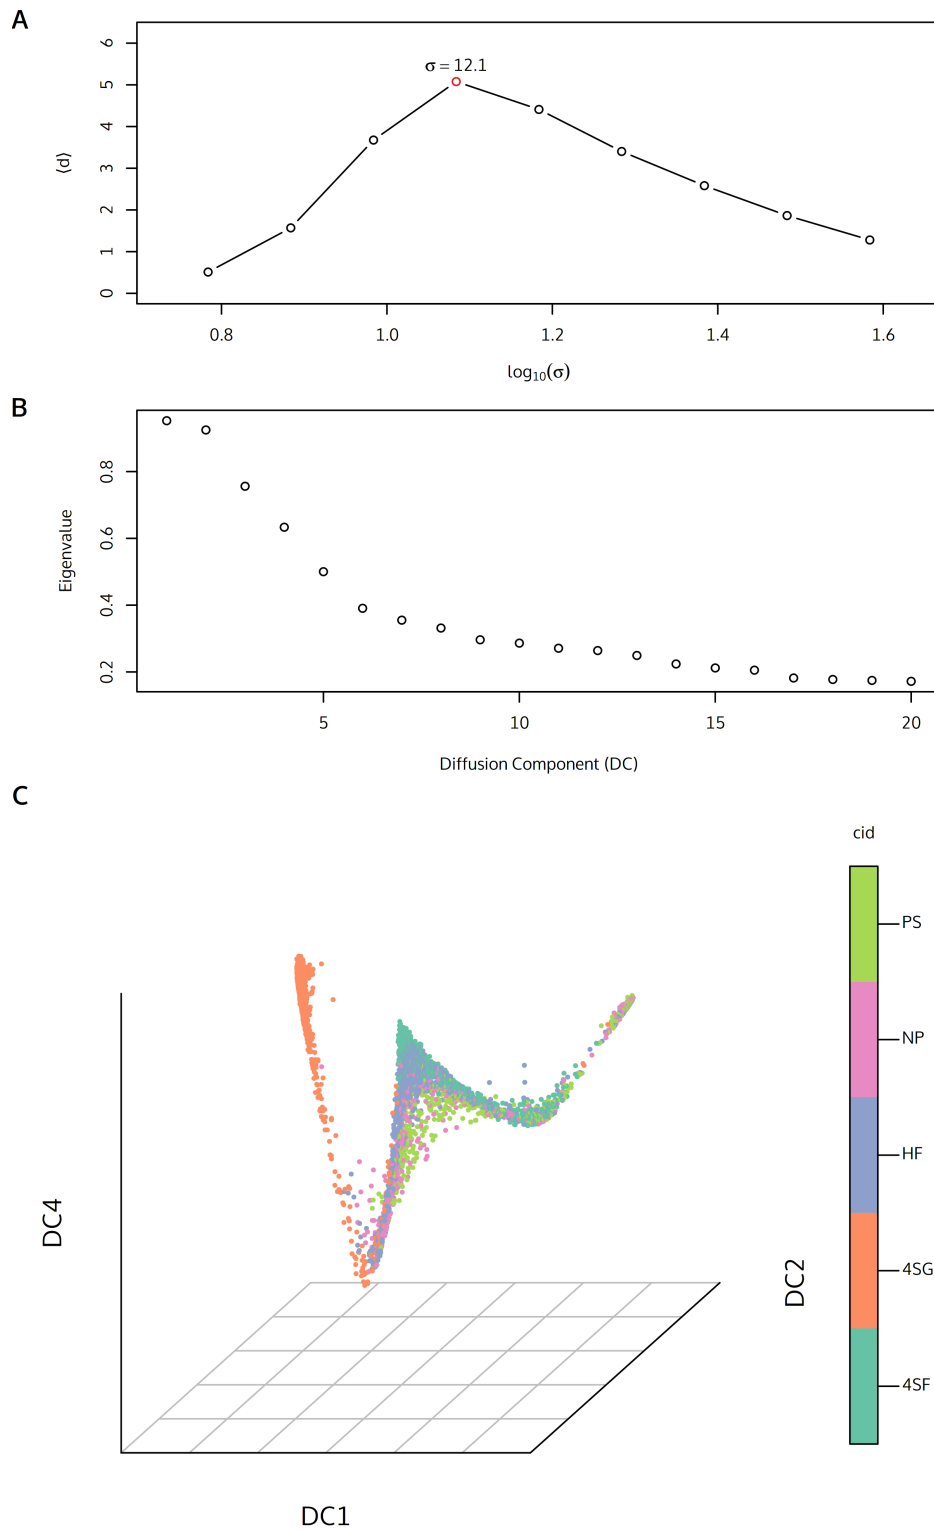 A
σ = 12.1
⟨d⟩
6
5
4
3
2
1
0
0.8 1.0 1.2 1.4 1.6
log10(σ)
B
Eigenvalue
0.8
0.6
0.4
0.2
5 10 15 20
Diffusion Component (DC)
C
cid
PS
NP
HF
4SG
4SF
DC4
DC2
DC1